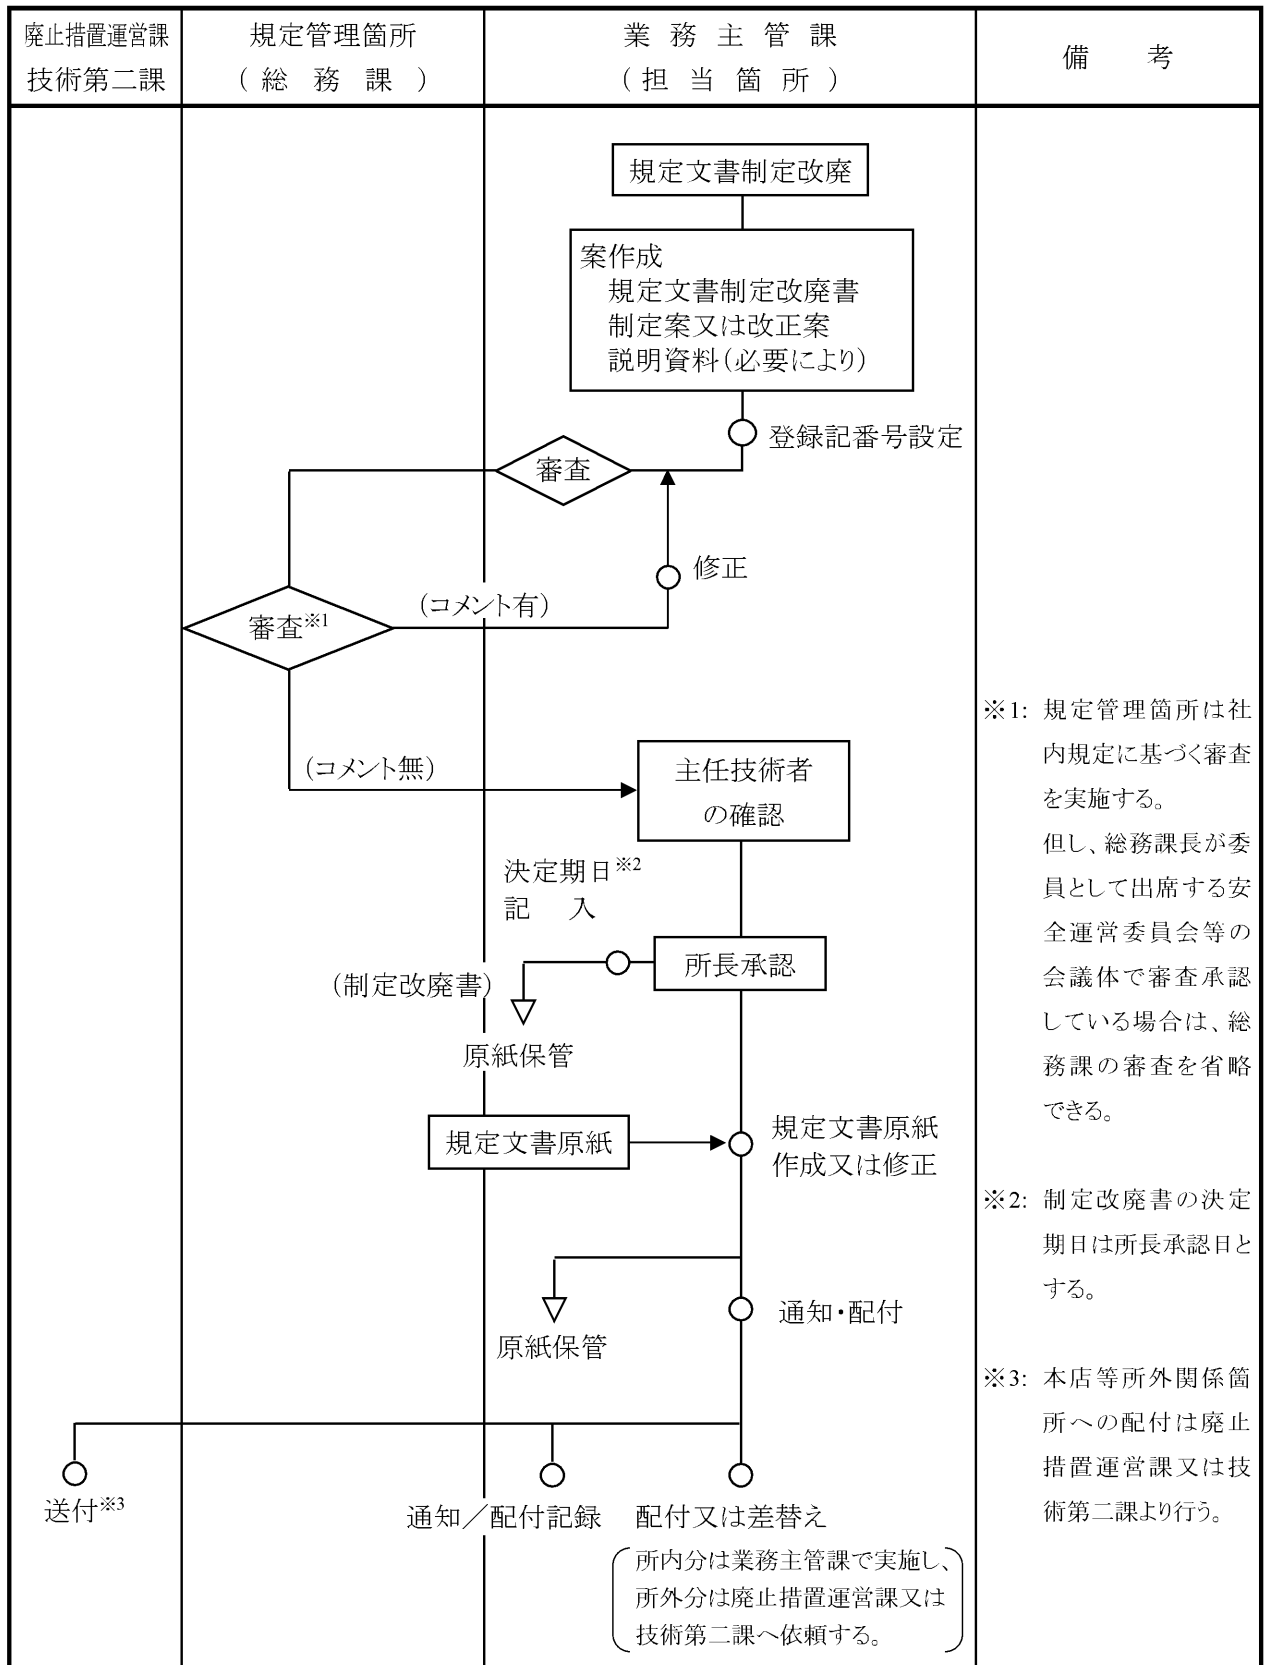 廃止措置運営課
技術第二課
規定管理箇所
(総務課)
業務主管課
(担当箇所)
備考
規定文書制定改廃
案作成
規定文書制定改廃書
制定案又は改正案
説明資料(必要により)
登録記番号設定
審査
修正
(コメント有)
審査※1
(コメント無)
主任技術者
の確認
決定期日※2
記入
所長承認
(制定改廃書)
原紙保管
規定文書原紙
規定文書原紙
作成又は修正
原紙保管
通知・配付
送付※3
通知/配付記録
配付又は差替え
所内分は業務主管課で実施し、
所外分は廃止措置運営課又は
技術第二課へ依頼する。
※1: 規定管理箇所は社
内規定に基づく審査
を実施する。
但し、総務課長が委
員として出席する安
全運営委員会等の
会議体で審査承認
している場合は、総
務課の審査を省略
できる。
※2: 制定改廃書の決定
期日は所長承認日と
する。
※3: 本店等所外関係箇
所への配付は廃止
措置運営課又は技
術第二課より行う。